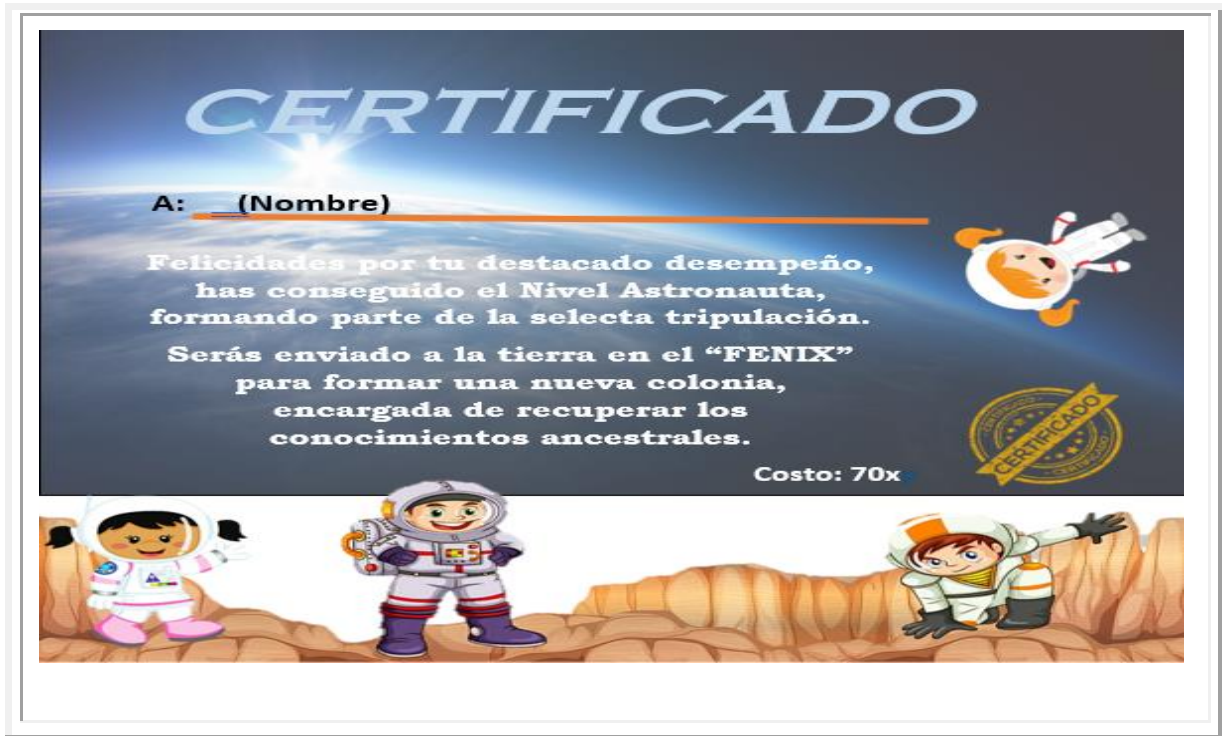 CERTIFICADO
A: __(Nombre)
Felicidades por tu destacado desempeño,
has conseguido el Nivel Astronauta,
formando parte de la selecta tripulación.
Serás enviado a la tierra en el “FENIX”
para formar una nueva colonia,
encargada de recuperar los
conocimientos ancestrales.
Costo: 70xp
CERTIFICADO